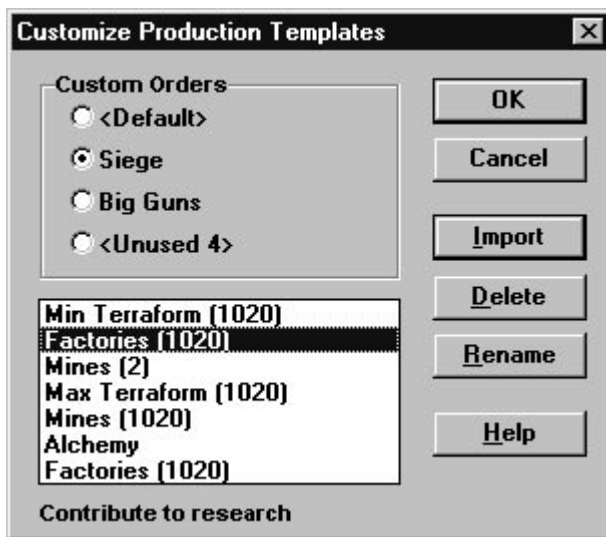 Customize Production Templates
Custom Orders
<Default>
Siege
Big Guns
<Unused 4>
OK
Cancel
Import
Delete
Rename
Help
Min Terraform (1020)
Factories (1020)
Mines (2)
Max Terraform (1020)
Mines (1020)
Alchemy
Factories (1020)
Contribute to research